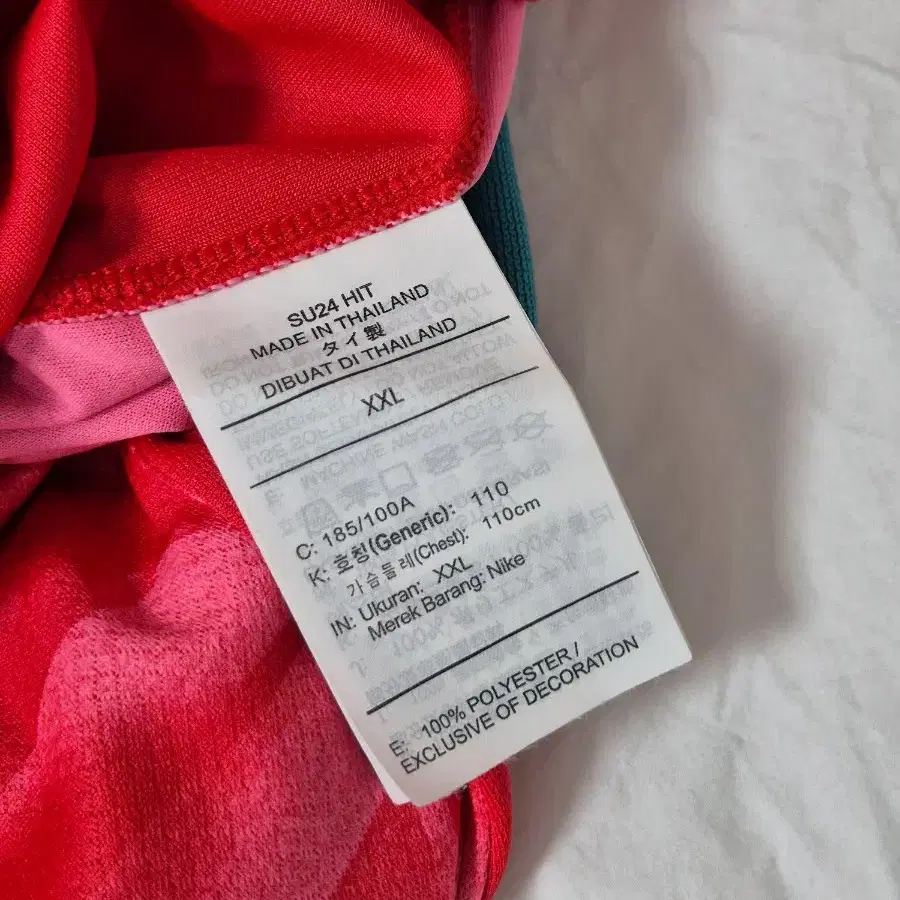 SU24 HIT
MADE IN THAILAND
タイ製
DIBUAT DI THAILAND
XXL
C: 185/100A
K: 호칭(Generic): 110
가슴둘레(Chest): 110cm
IN: Ukuran: XXL
Merek Barang: Nike
E: 100% POLYESTER /
EXCLUSIVE OF DECORATION